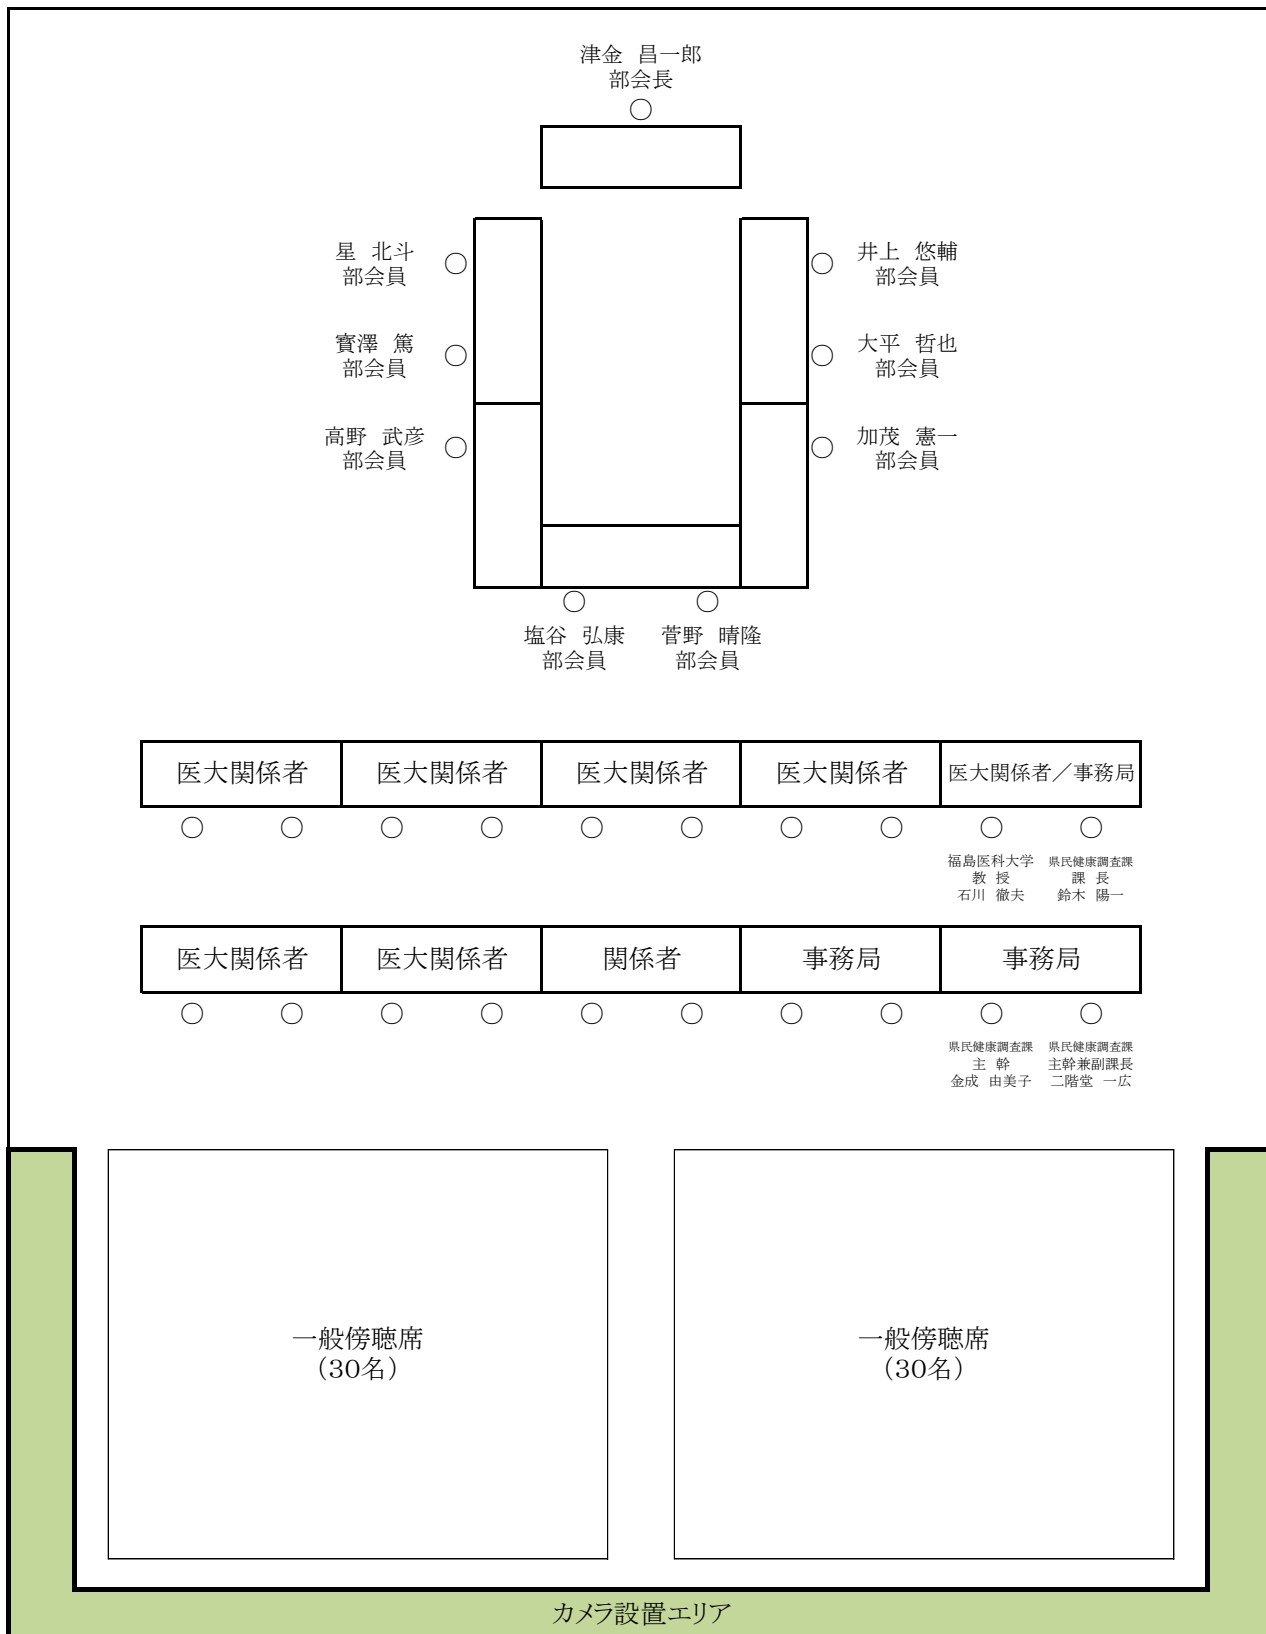 津金 昌一郎
部会長
○
星 北斗
部会員
○
○
井上 悠輔
部会員
寳澤 篤
部会員
○
○
大平 哲也
部会員
高野 武彦
部会員
○
○
加茂 憲一
部会員
○ ○
塩谷 弘康
部会員
菅野 晴隆
部会員
医大関係者 医大関係者 医大関係者 医大関係者 医大関係者／事務局
○ ○ ○ ○ ○ ○ ○ ○ ○ ○
福島医科大学
教 授
石川 徹夫
県民健康調査課
課 長
鈴木 陽一
医大関係者 医大関係者 関係者 事務局 事務局
○ ○ ○ ○ ○ ○ ○ ○ ○ ○
県民健康調査課
主 幹
金成 由美子
県民健康調査課
主幹兼副課長
二階堂 一広
一般傍聴席
（30名）
一般傍聴席
（30名）
カメラ設置エリア